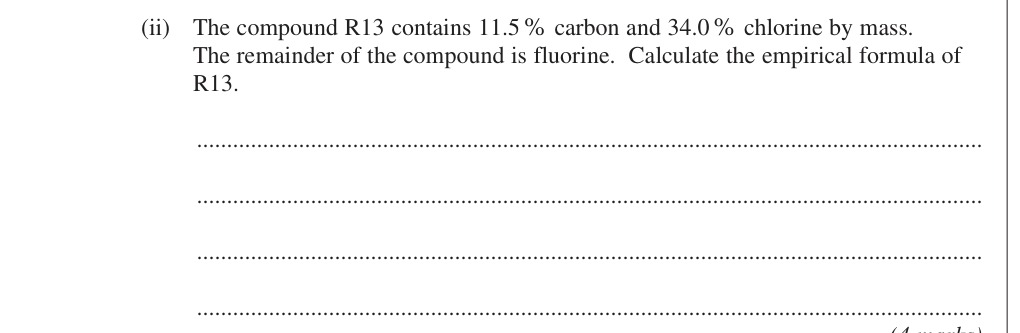 (ii) The compound R13 contains 11.5 % carbon and 34.0 % chlorine by mass.
The remainder of the compound is fluorine. Calculate the empirical formula of
R13.